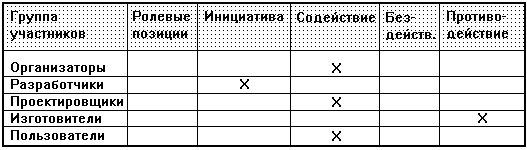 Группа Ролевые Инициатива Содействие Без- Противо-
участников позиции действ. действие
Организаторы X
Разработчики X
Проектировщики X
Изготовители X
Пользователи X